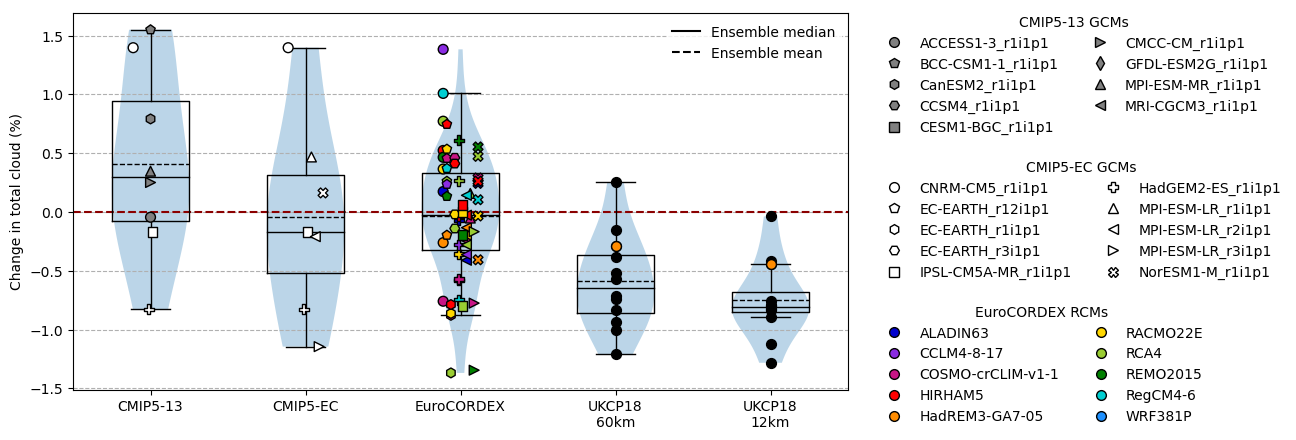 Change in total cloud (%)
1.5
1.0
0.5
0.0
−0.5
−1.0
−1.5
Ensemble median
Ensemble mean
CMIP5-13
CMIP5-EC
EuroCORDEX
UKCP18
60km
UKCP18
12km
CMIP5-13 GCMs
ACCESS1-3_r1i1p1
BCC-CSM1-1_r1i1p1
CanESM2_r1i1p1
CCSM4_r1i1p1
CESM1-BGC_r1i1p1
CMCC-CM_r1i1p1
GFDL-ESM2G_r1i1p1
MPI-ESM-MR_r1i1p1
MRI-CGCM3_r1i1p1
CMIP5-EC GCMs
CNRM-CM5_r1i1p1
EC-EARTH_r12i1p1
EC-EARTH_r1i1p1
EC-EARTH_r3i1p1
IPSL-CM5A-MR_r1i1p1
HadGEM2-ES_r1i1p1
MPI-ESM-LR_r1i1p1
MPI-ESM-LR_r2i1p1
MPI-ESM-LR_r3i1p1
NorESM1-M_r1i1p1
EuroCORDEX RCMs
ALADIN63
CCLM4-8-17
COSMO-crCLIM-v1-1
HIRHAM5
HadREM3-GA7-05
RACMO22E
RCA4
REMO2015
RegCM4-6
WRF381P